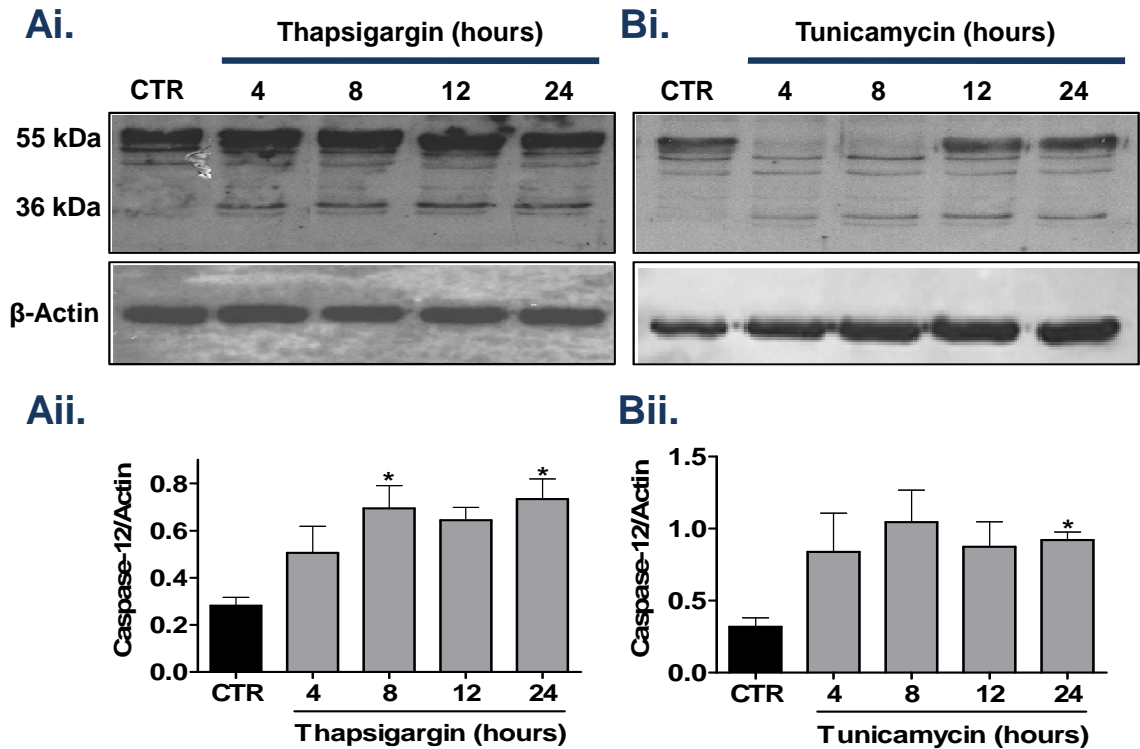 Ai.
Thapsigargin (hours)
CTR 4 8 12 24
55 kDa
36 kDa
β-Actin
Bi.
Tunicamycin (hours)
CTR 4 8 12 24
Aii.
Caspase-12/Actin
0.8
0.6
0.4
0.2
0.0
* *
CTR 4 8 12 24
Thapsigargin (hours)
Bii.
Caspase-12/Actin
1.5
1.0
0.5
0.0
*
CTR 4 8 12 24
Tunicamycin (hours)